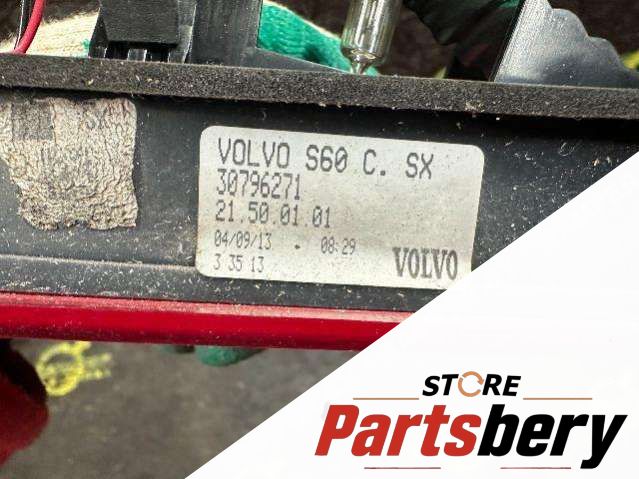 VOLVO S60 C. SX
30796271
21.50.01.01
04/09/13 - 08:29
3 35 13
VOLVO
STORE
Partsbery